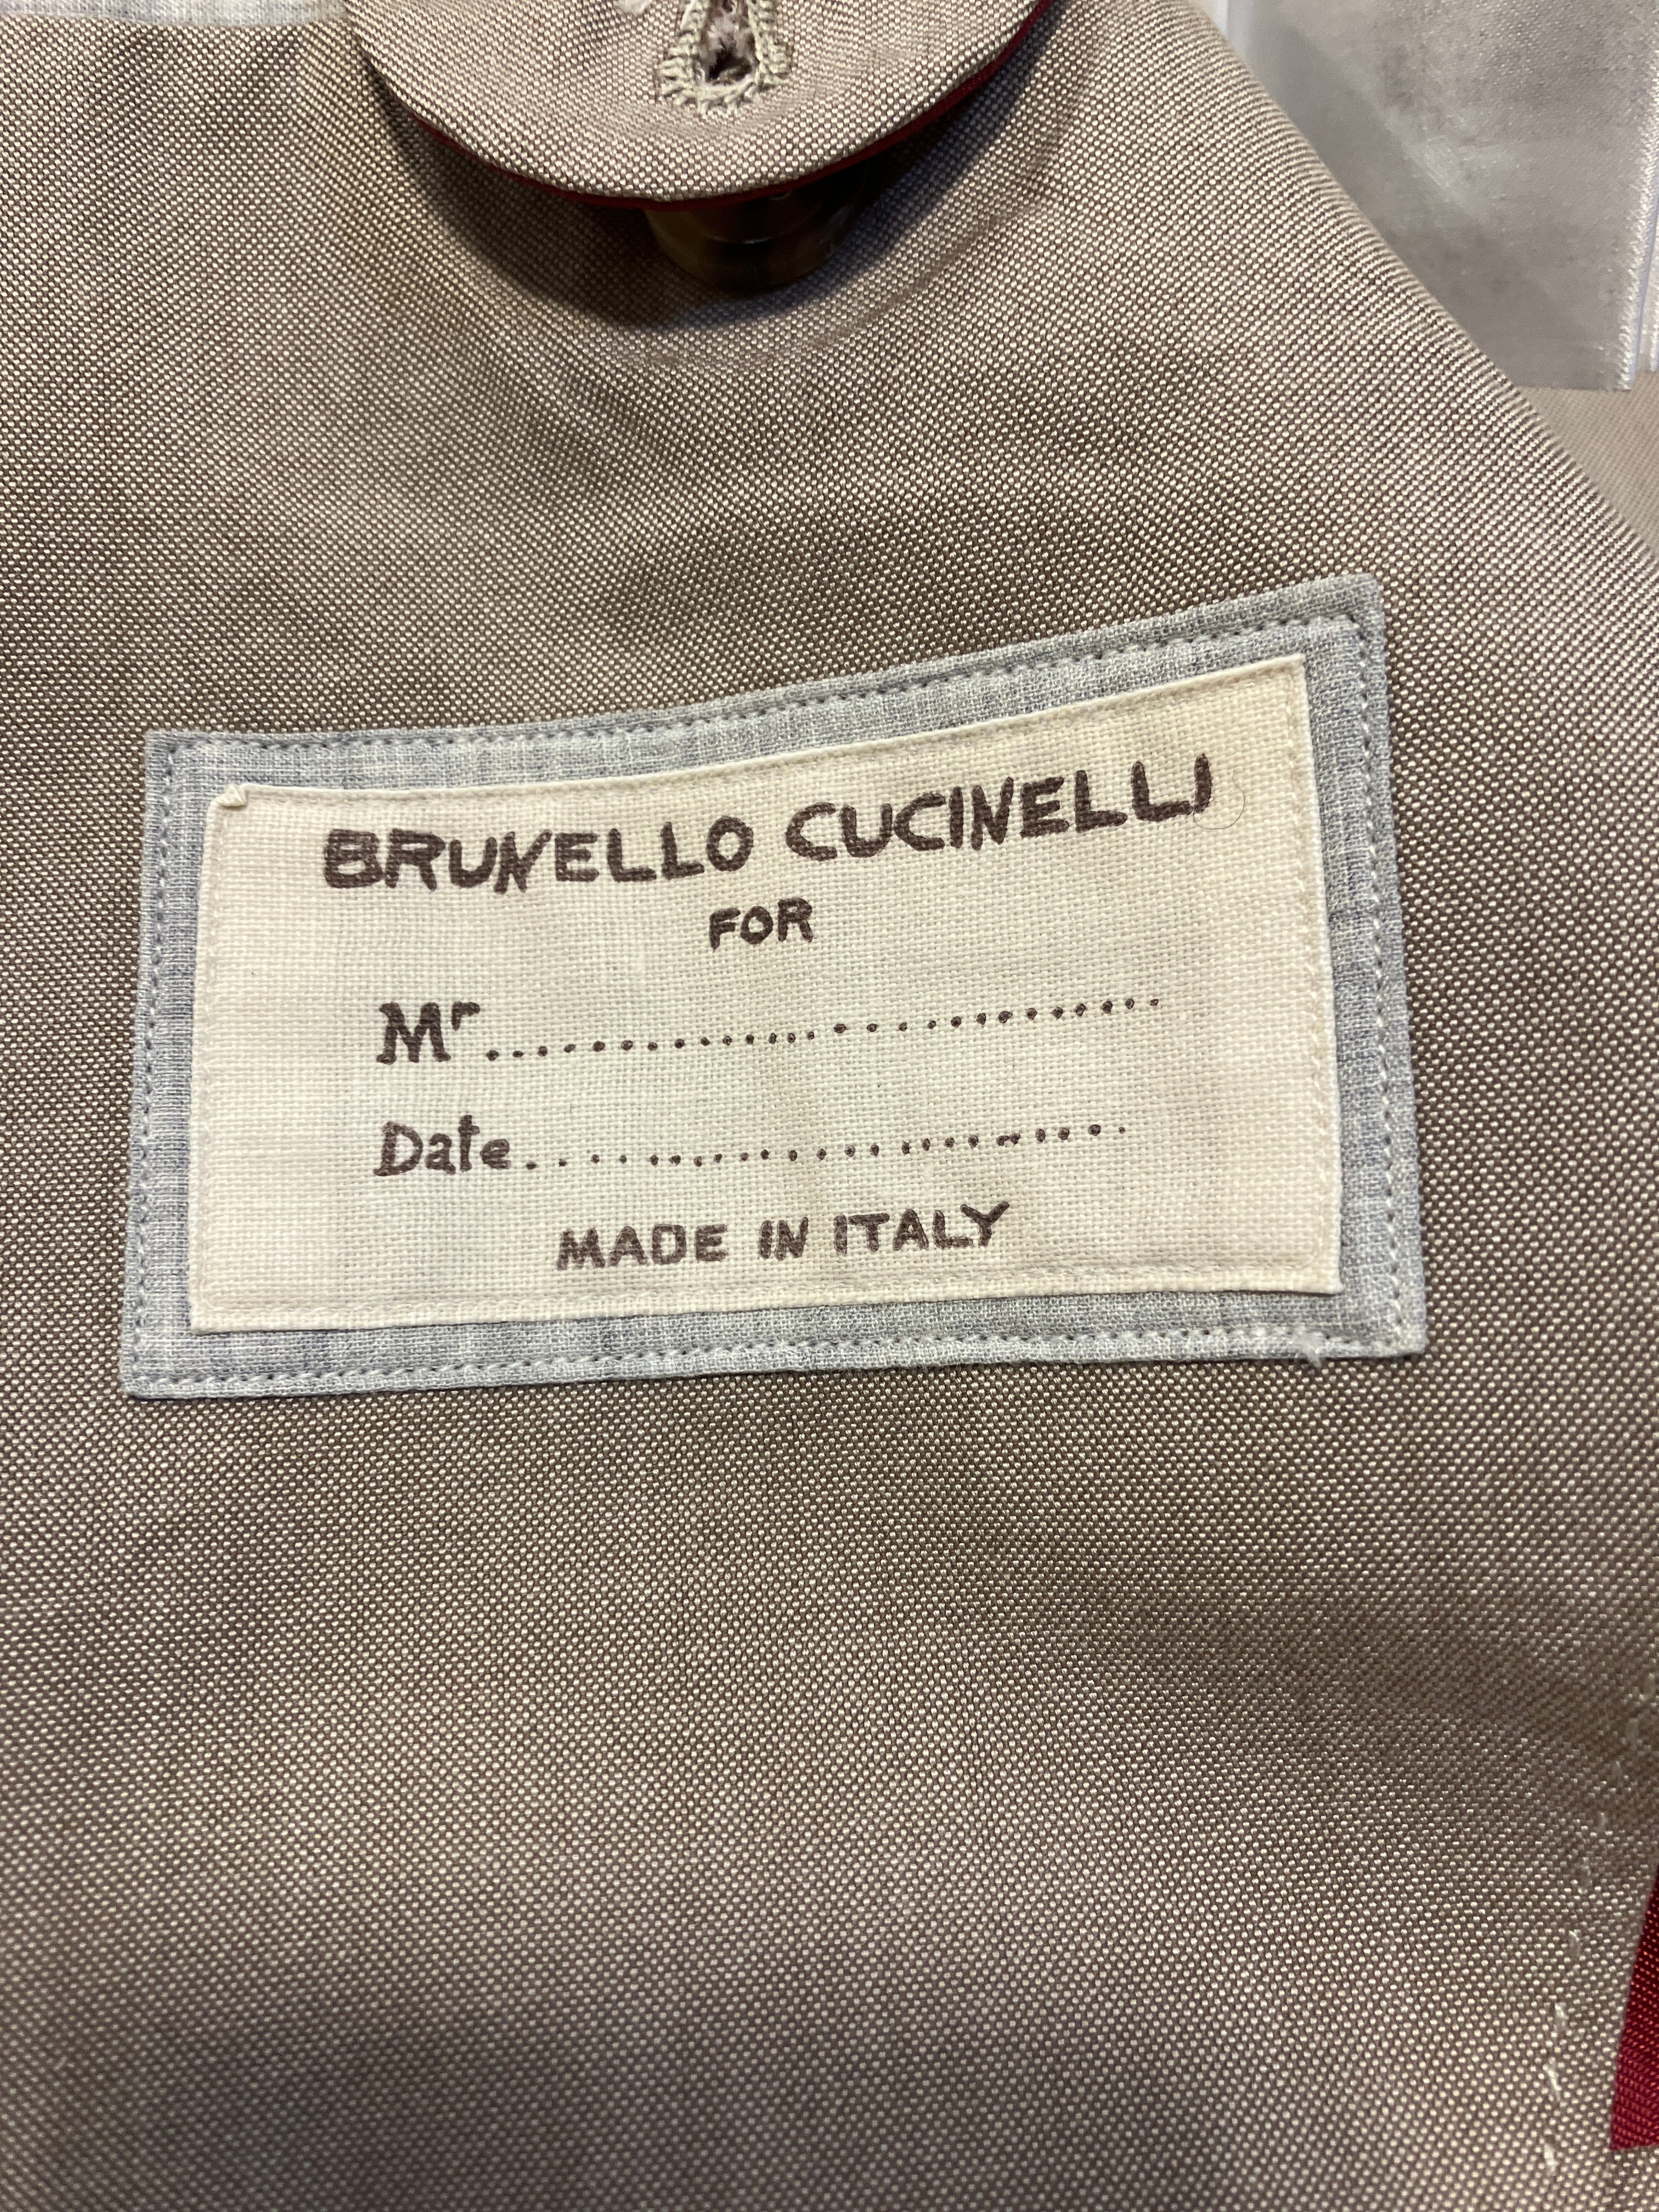 BRUNELLO CUCINELLI
FOR
Mr........................
Date.......................
MADE IN ITALY